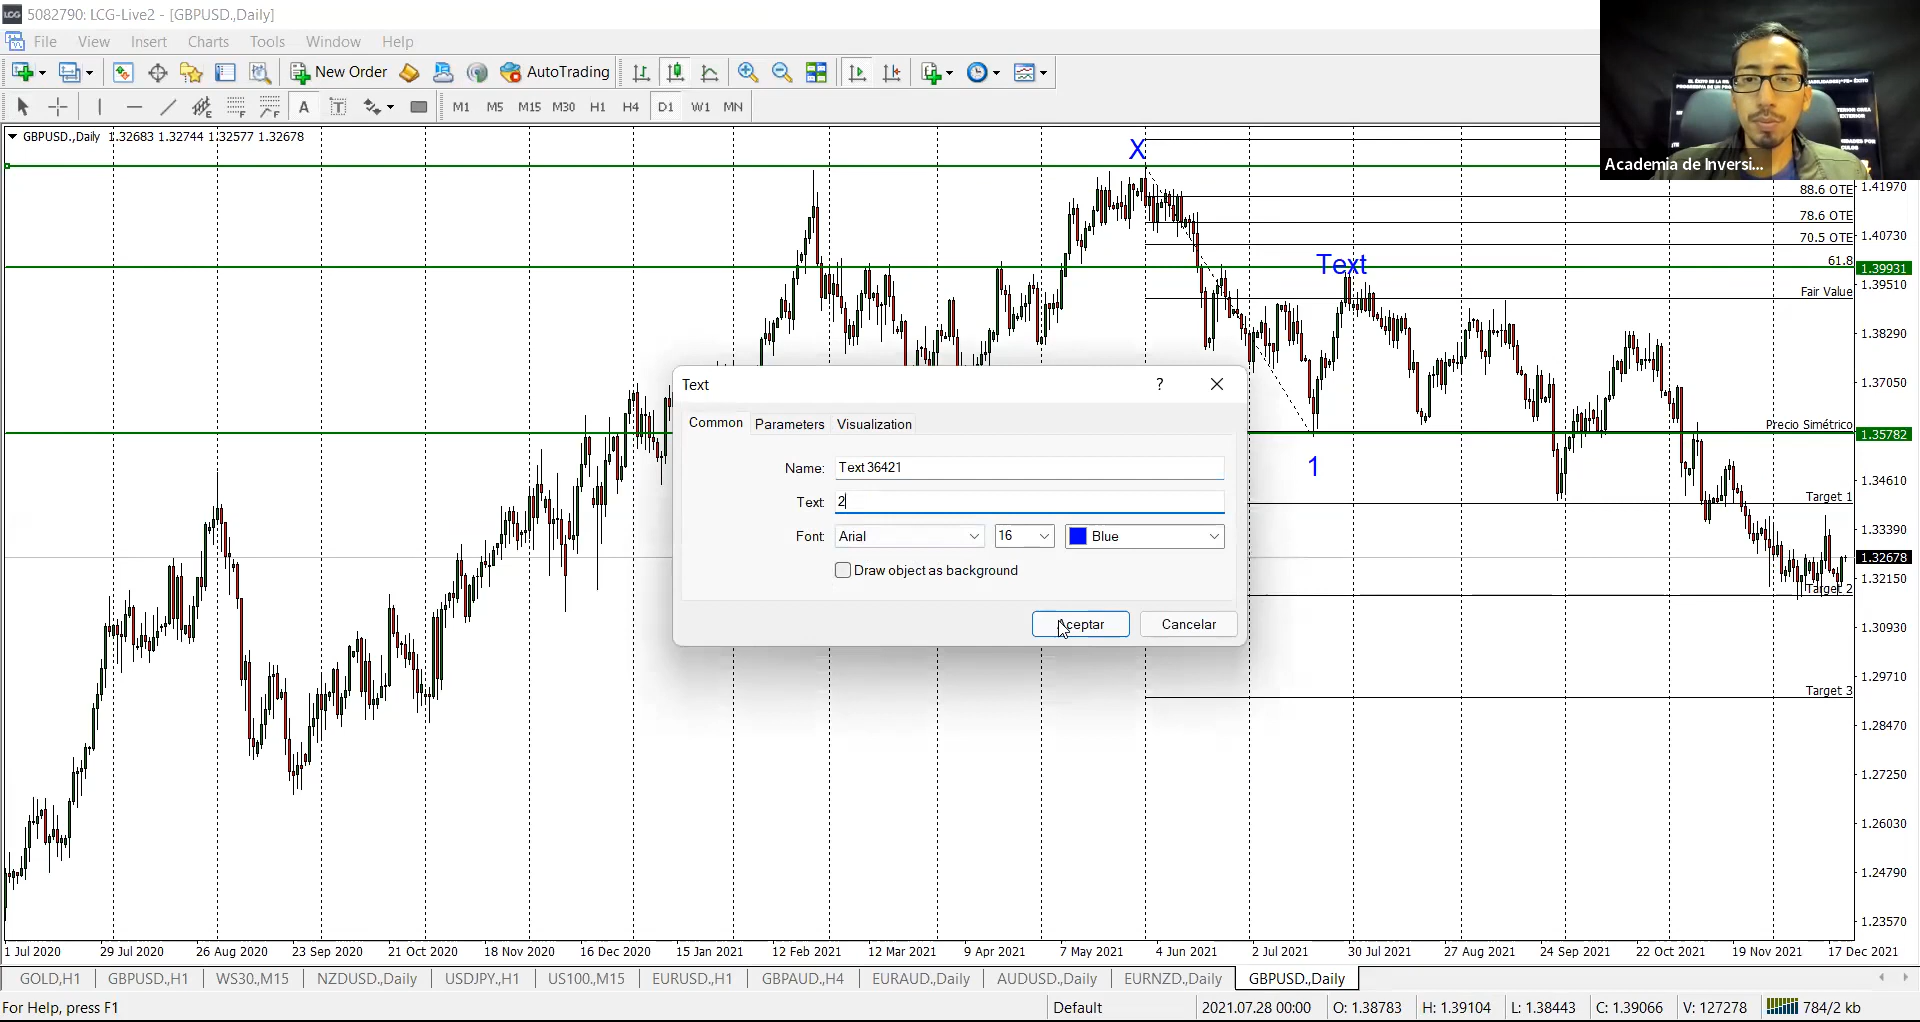 5082790: LCG-Live2 - [GBPUSD.,Daily]
File View Insert Charts Tools Window Help
New Order AutoTrading
A T M1 M5 M15 M30 H1 H4 D1 W1 MN
GBPUSD.,Daily 1.32683 1.32744 1.32577 1.32678
X
Text
1
Academia de Inversi...
88.6 OTE
78.6 OTE
70.5 OTE
61.8
Fair Value
Precio Simétrico
Target 1
Target 2
Target 3
1.41970
1.40730
1.39931
1.39510
1.38290
1.37050
1.35782
1.34610
1.33390
1.32678
1.32150
1.30930
1.29710
1.28470
1.27250
1.26030
1.24790
1.23570
Text ?
Common Parameters Visualization
Name: Text 36421
Text 2
Font Arial 16 Blue
Draw object as background
Aceptar Cancelar
1 Jul 2020 29 Jul 2020 26 Aug 2020 23 Sep 2020 21 Oct 2020 18 Nov 2020 16 Dec 2020 15 Jan 2021 12 Feb 2021 12 Mar 2021 9 Apr 2021 7 May 2021 4 Jun 2021 2 Jul 2021 30 Jul 2021 27 Aug 2021 24 Sep 2021 22 Oct 2021 19 Nov 2021 17 Dec 2021
GOLD,H1 GBPUSD.,H1 WS30.,M15 NZDUSD.,Daily USDJPY.,H1 US100.,M15 EURUSD.,H1 GBPAUD.,H4 EURAUD.,Daily AUDUSD.,Daily EURNZD.,Daily GBPUSD.,Daily
For Help, press F1 Default 2021.07.28 00:00 O: 1.38783 H: 1.39104 L: 1.38443 C: 1.39066 V: 127278 784/2 kb